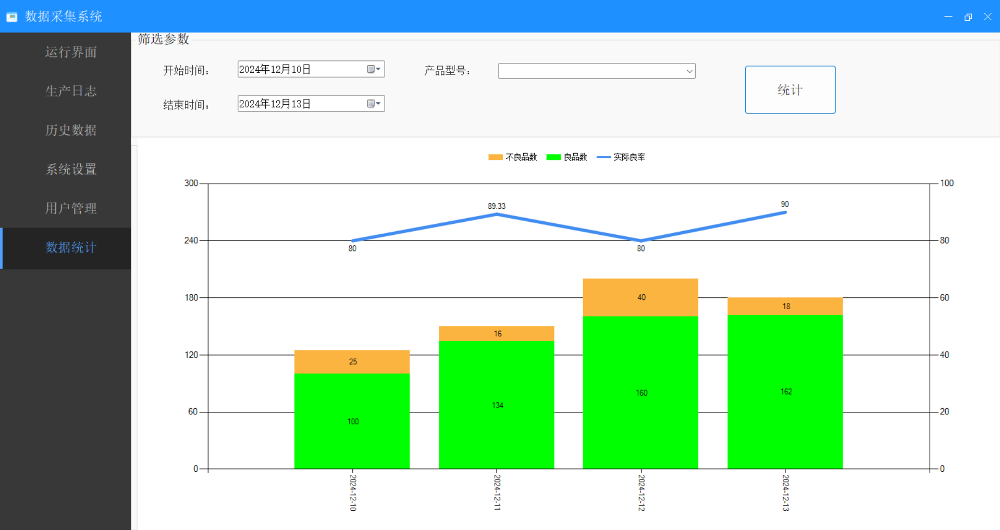 数据采集系统
运行界面
生产日志
历史数据
系统设置
用户管理
数据统计
筛选参数
开始时间：
2024年12月10日
产品型号：
统计
结束时间：
2024年12月13日
不良品数
良品数
实际良率
300
240
180
120
60
0
100
80
60
40
20
0
80
89.33
80
90
25
100
16
134
40
160
18
162
2024-12-10
2024-12-11
2024-12-12
2024-12-13